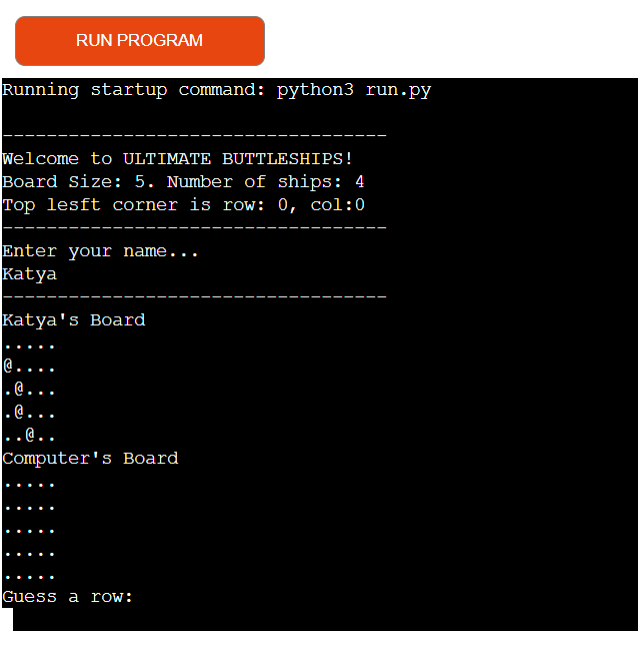 RUN PROGRAM
Running startup command: python3 run.py
-----------------------------------
Welcome to ULTIMATE BUTTLESHIPS!
Board Size: 5. Number of ships: 4
Top lesft corner is row: 0, col:0
-----------------------------------
Enter your name...
Katya
-----------------------------------
Katya's Board
.....
@....
.@...
.@...
..@..
Computer's Board
.....
.....
.....
.....
.....
Guess a row: